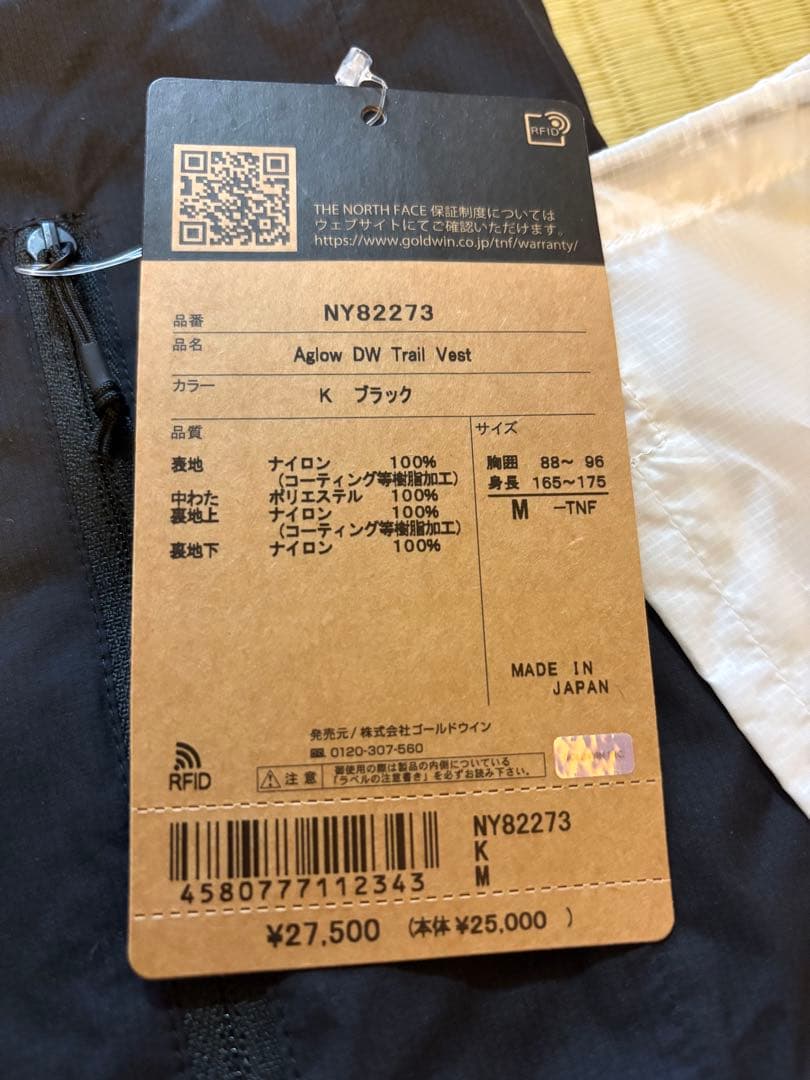 RFID
THE NORTH FACE 保証制度については
ウェブサイトにてご確認いただけます。
https://www.goldwin.co.jp/tnf/warranty/
品番 NY82273
品名 Aglow DW Trail Vest
カラー K ブラック
品質
表地 ナイロン 100%
(コーティング等樹脂加工)
中わた ポリエステル 100%
裏地上 ナイロン 100%
(コーティング等樹脂加工)
裏地下 ナイロン 100%
サイズ
胸囲 88~ 96
身長 165~175
M -TNF
MADE IN
JAPAN
発売元/株式会社ゴールドウイン
0120-307-560
RFID
注意 御使用の際は製品の内側についている
「ラベルの注意書き」を必ずお読み下さい。
NY82273
K
M
4580777112343
¥27,500 (本体¥25,000 )